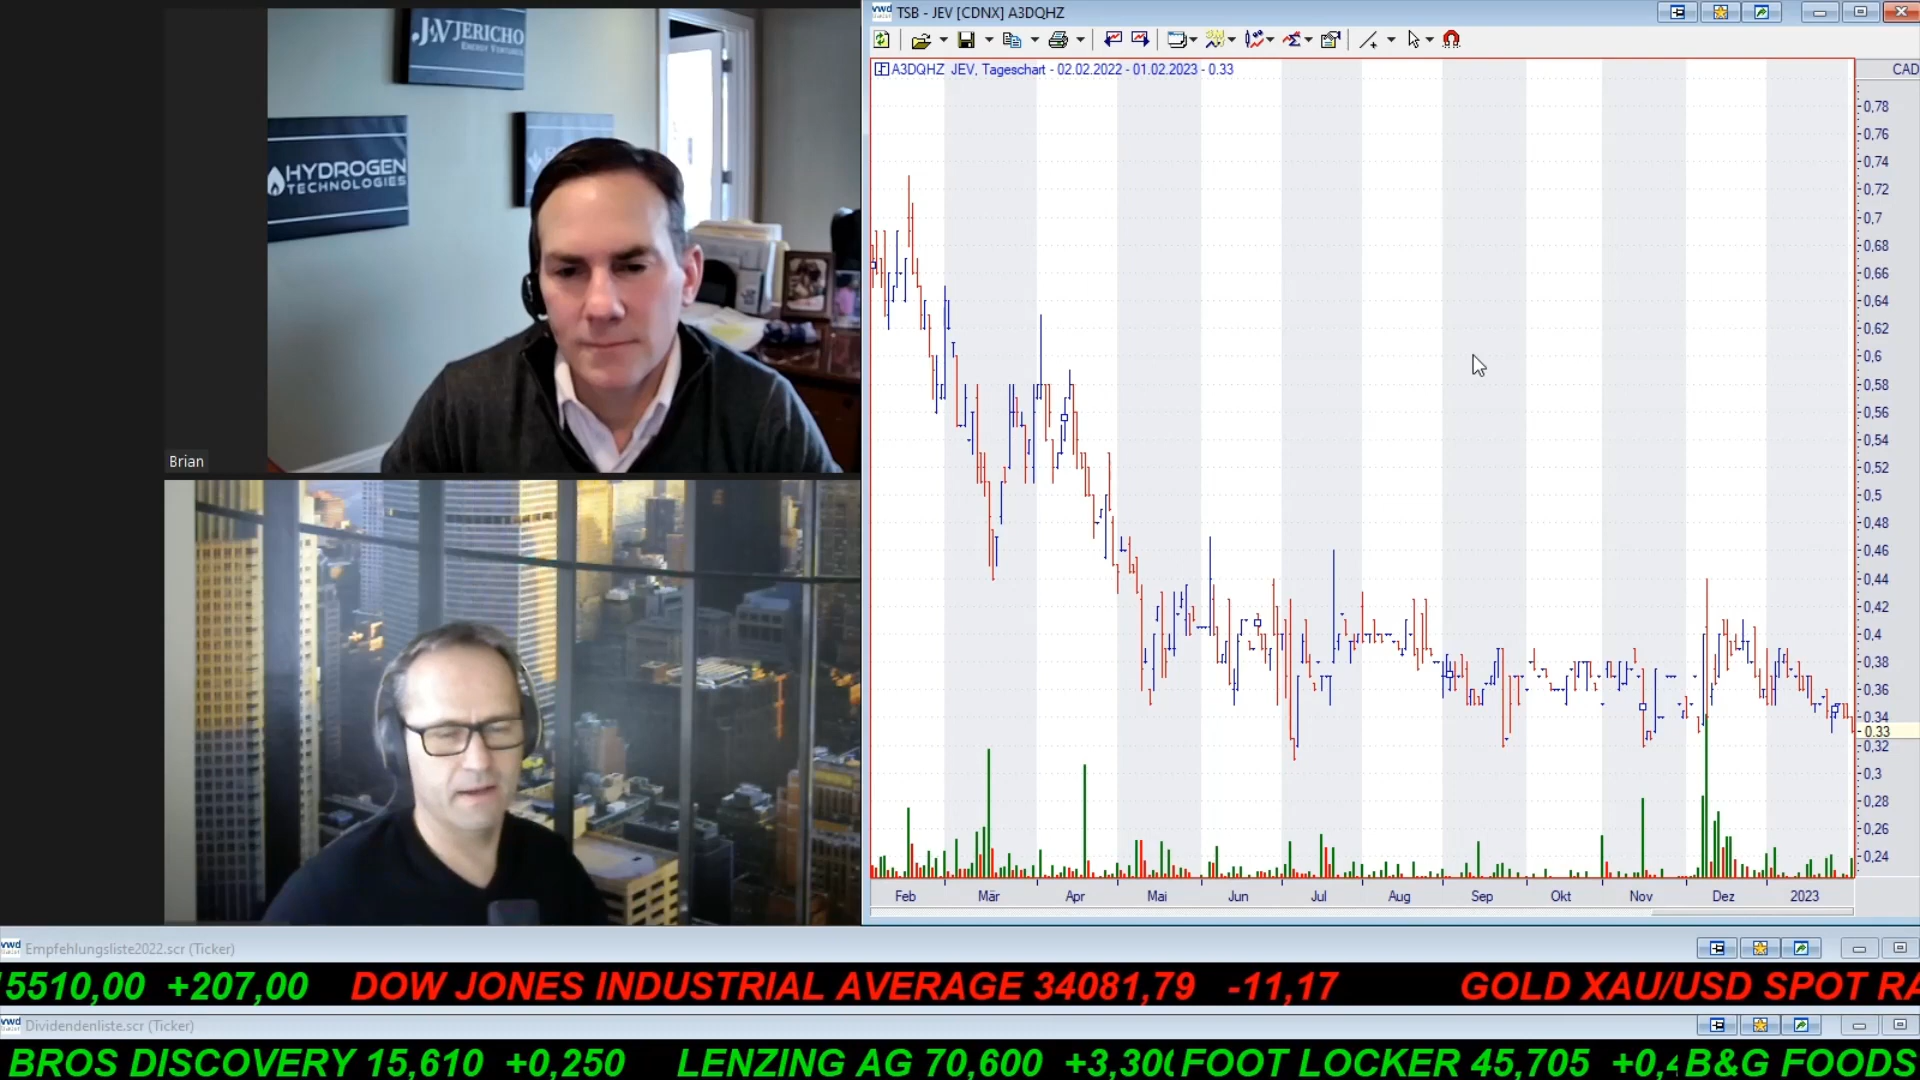 JERICHO
ENERGY VENTURES
HYDROGEN
TECHNOLOGIES
Brian
vwd
TSB - JEV [CDNX] A3DQHZ
A3DQHZ JEV, Tageschart - 02.02.2022 - 01.02.2023 - 0.33
CAD
0,78
0,76
0,74
0,72
0,7
0,68
0,66
0,64
0,62
0,6
0,58
0,56
0,54
0,52
0,5
0,48
0,46
0,44
0,42
0,4
0,38
0,36
0,34
0.33
0,32
0,3
0,28
0,26
0,24
Feb Mär Apr Mai Jun Jul Aug Sep Okt Nov Dez 2023
vwd Empfehlungsliste2022.scr (Ticker)
5510,00 +207,00 DOW JONES INDUSTRIAL AVERAGE 34081,79 -11,17 GOLD XAU/USD SPOT RA
vwd Dividendenliste.scr (Ticker)
BROS DISCOVERY 15,610 +0,250 LENZING AG 70,600 +3,300 FOOT LOCKER 45,705 +0,4 B&G FOODS